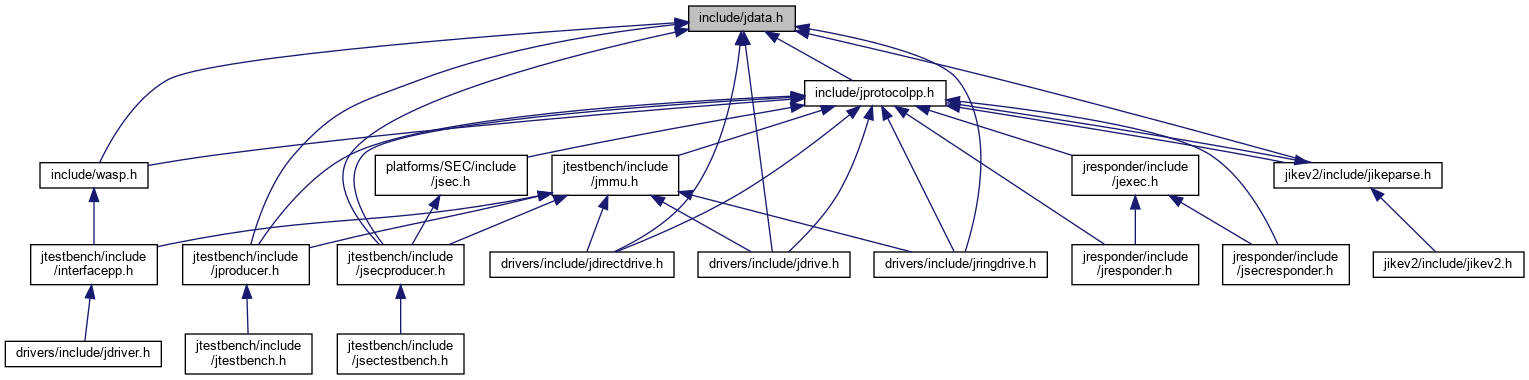 include/jdata.h
include/jprotocolpp.h
include/wasp.h
platforms/SEC/include
/jsec.h
jtestbench/include
/jmmu.h
jresponder/include
/jexec.h
jikev2/include/jikeparse.h
jtestbench/include
/interfacepp.h
jtestbench/include
/jproducer.h
jtestbench/include
/jsecproducer.h
drivers/include/jdirectdrive.h
drivers/include/jdrive.h
drivers/include/jringdrive.h
jresponder/include
/jresponder.h
jresponder/include
/jsecresponder.h
jikev2/include/jikev2.h
drivers/include/jdriver.h
jtestbench/include
/jtestbench.h
jtestbench/include
/jsectestbench.h